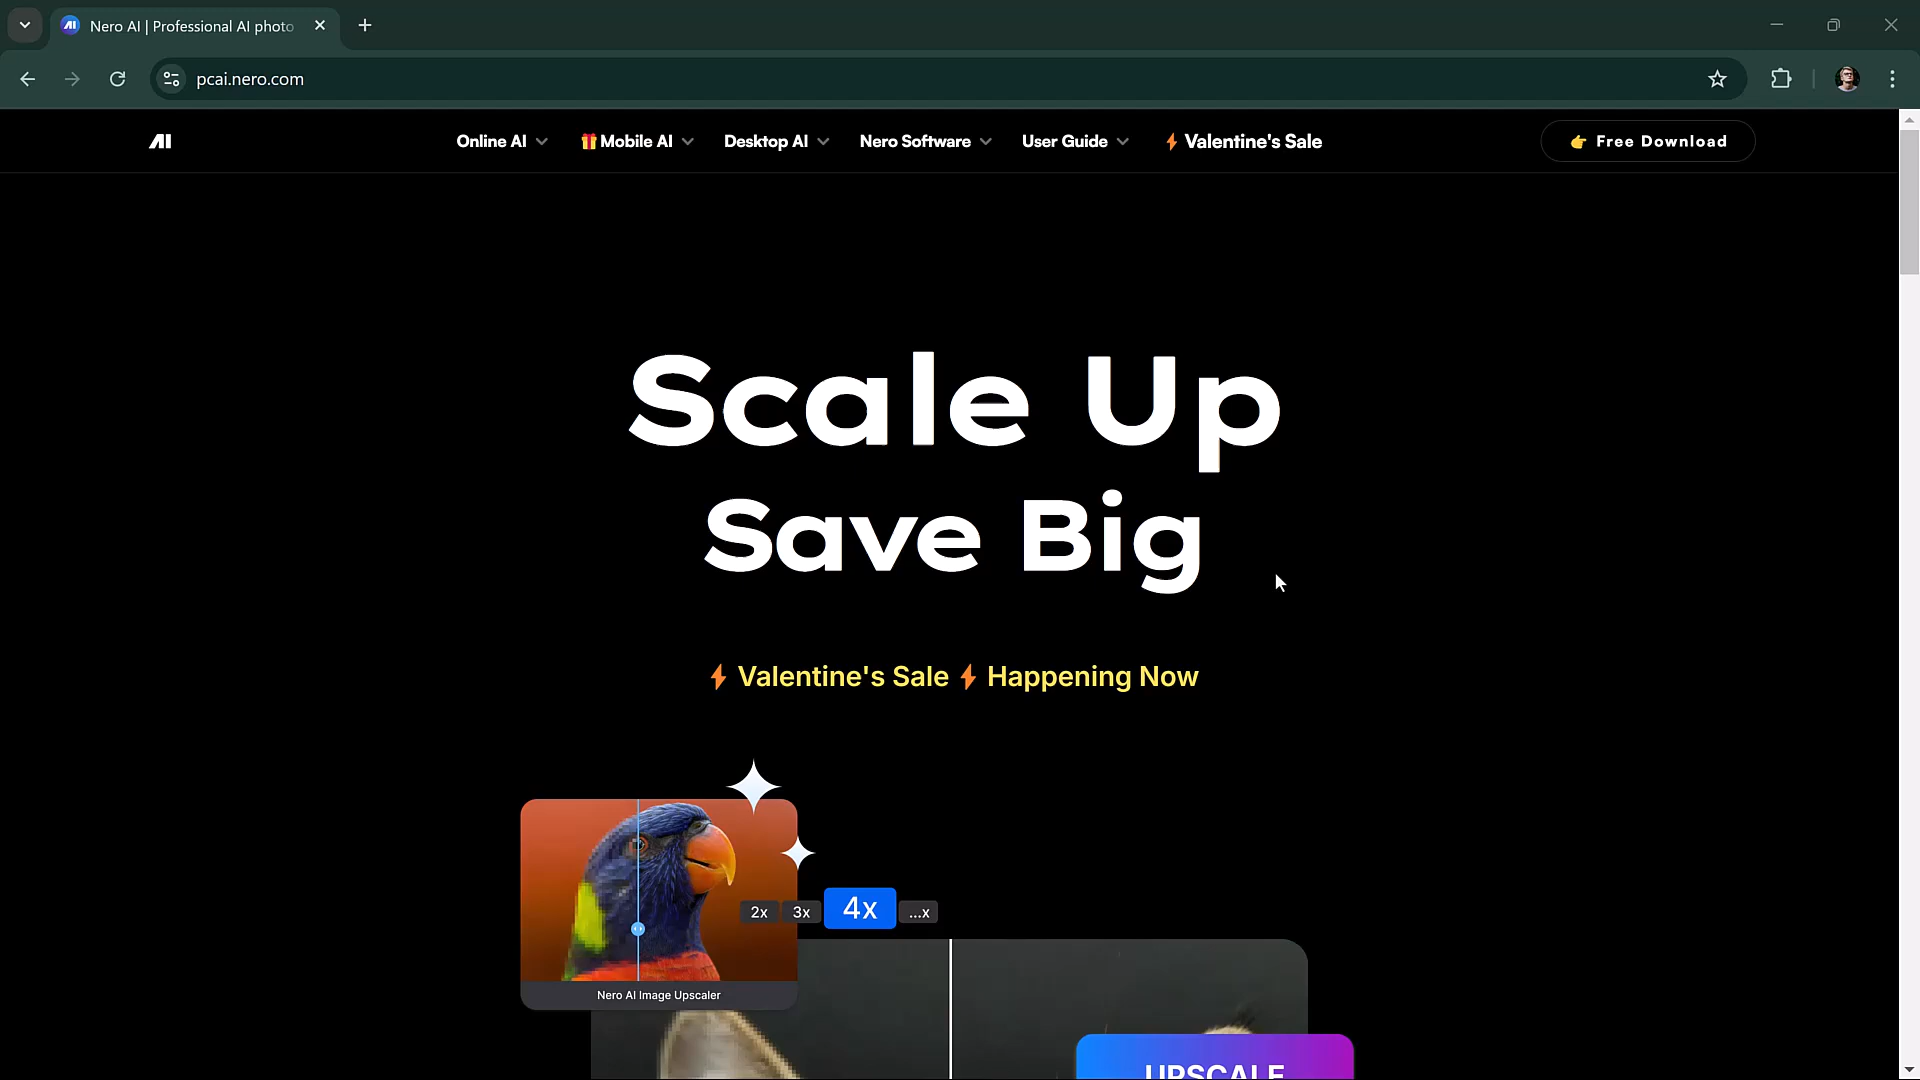 Nero AI | Professional AI photo
pcai.nero.com
AI
Online AI
Mobile AI
Desktop AI
Nero Software
User Guide
Valentine's Sale
Free Download
Scale Up
Save Big
Valentine's Sale
Happening Now
2x
3x
4x
...x
Nero AI Image Upscaler
UPSCALE